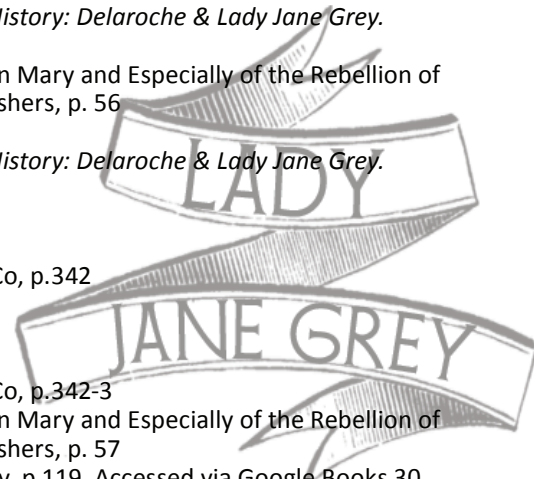 History: Delaroche & Lady Jane Grey.
n Mary and Especially of the Rebellion of
shers, p. 56
History: Delaroche & Lady Jane Grey.
LADY
Co, p.342
JANE GREY
Co, p.342-3
n Mary and Especially of the Rebellion of
shers, p. 57
p.119. Accessed via Google Books 30